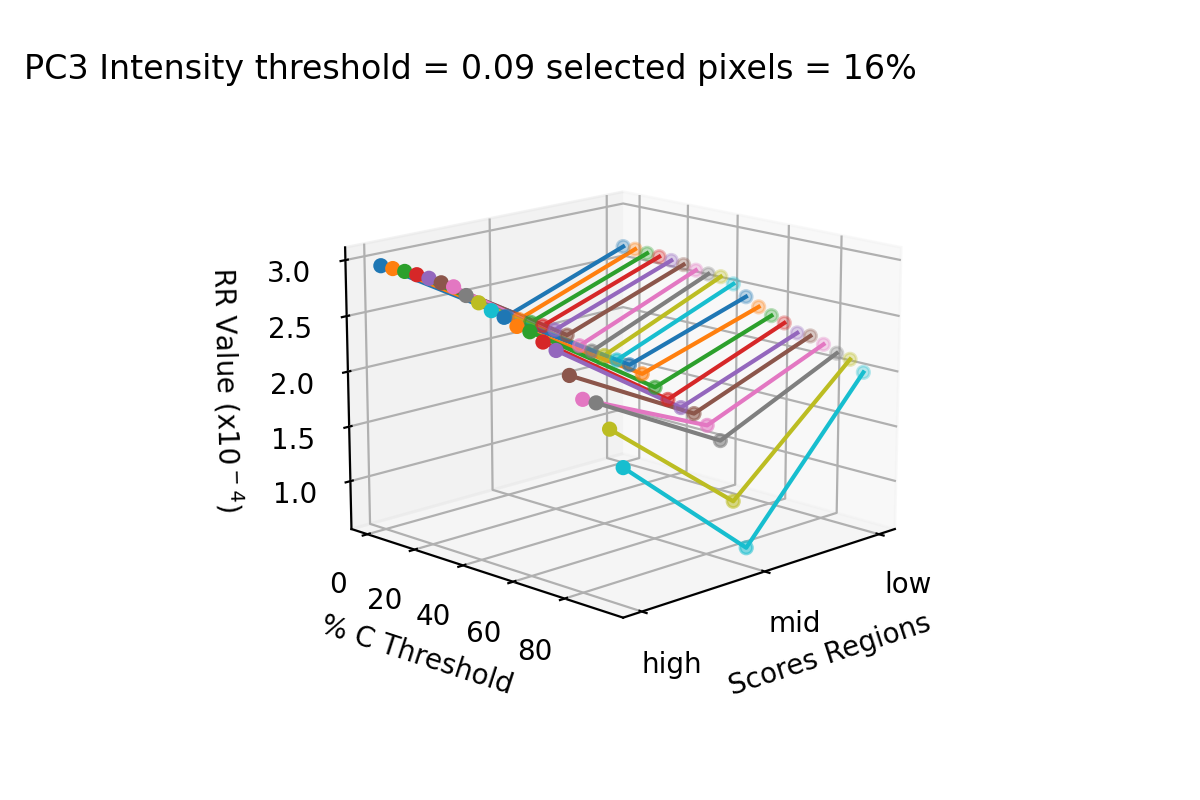 PC3 Intensity threshold = 0.09 selected pixels = 16%
3.0
2.5
2.0
1.5
1.0
RR Value (x10⁻⁴)
0
20
40
60
80
% C Threshold
high
mid
low
Scores Regions